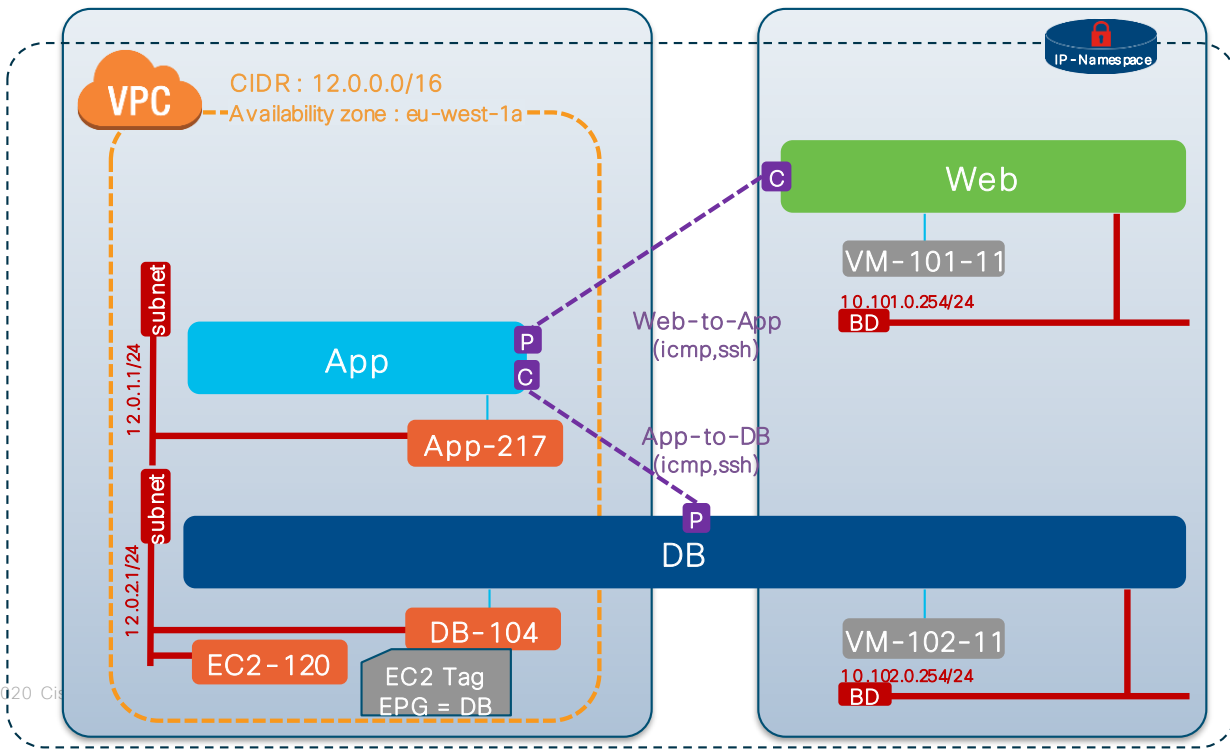 IP-Namespace
VPC
CIDR : 12.0.0.0/16
Availability zone : eu-west-1a
C
Web
VM-101-11
10.101.0.254/24
BD
subnet
12.0.1.1/24
App
P
C
Web-to-App
(icmp,ssh)
App-217
App-to-DB
(icmp,ssh)
subnet
12.0.2.1/24
P
DB
DB-104
EC2-120
EC2 Tag
EPG = DB
VM-102-11
10.102.0.254/24
BD
020 Cis